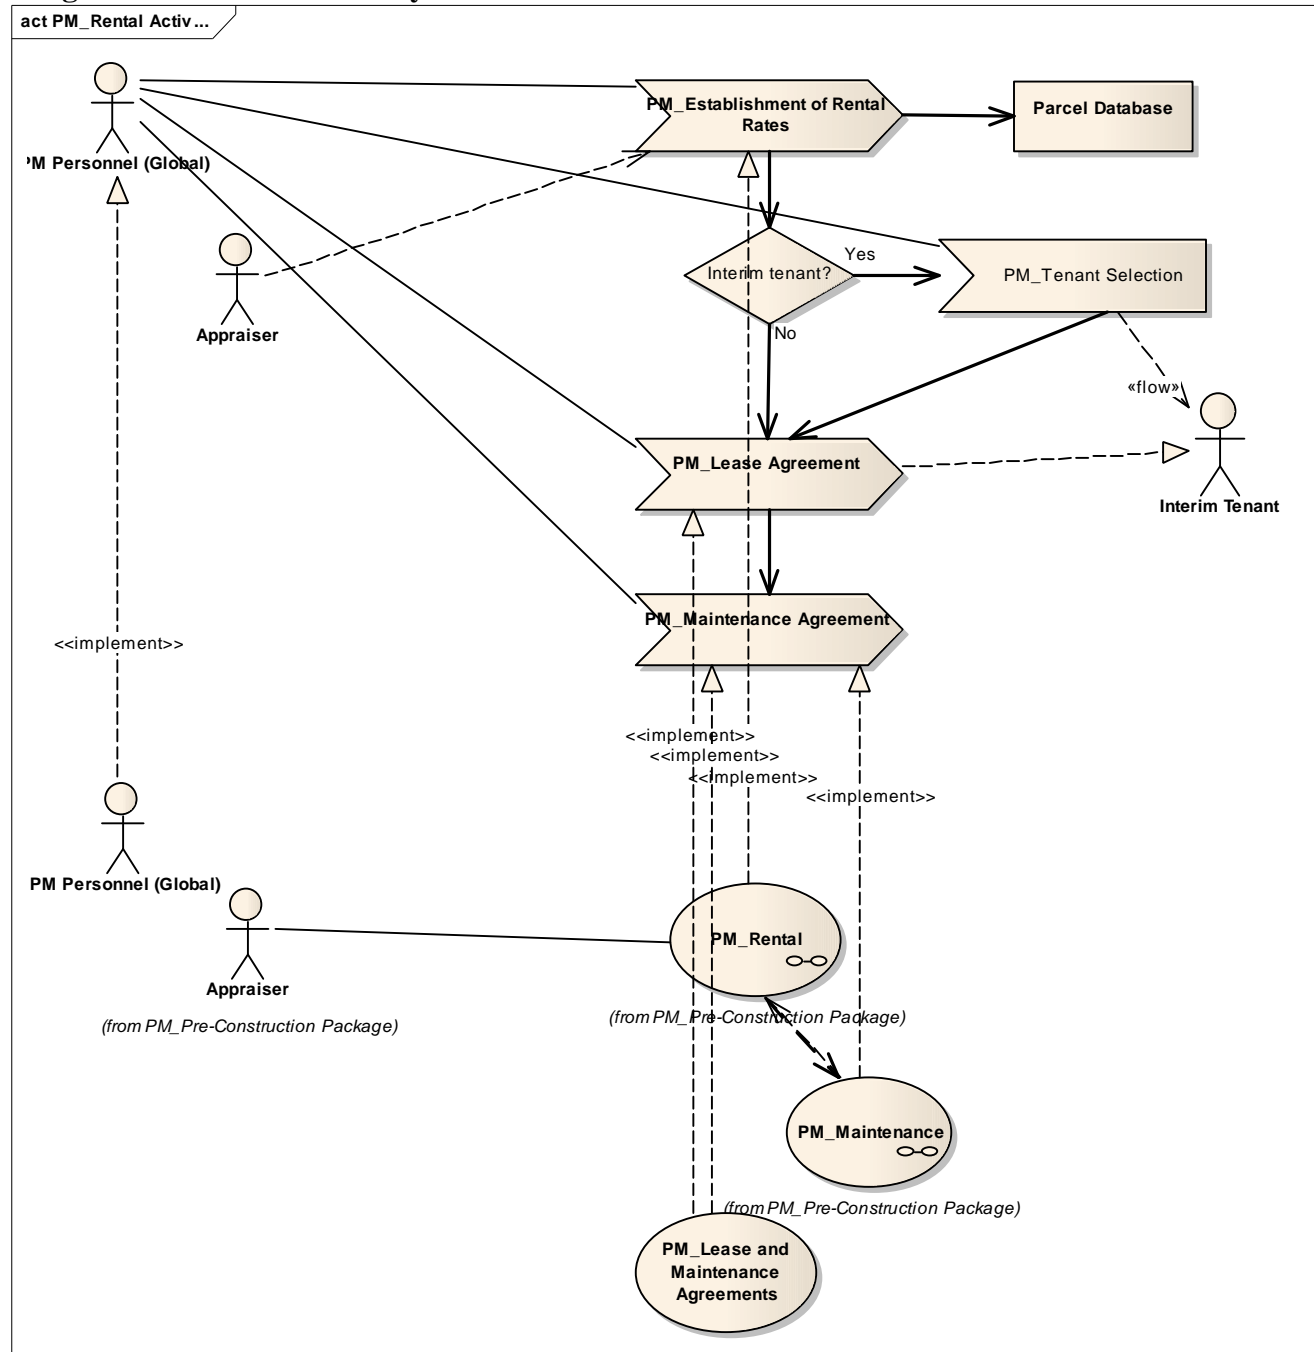 act PM_Rental Activ...
PM_Establishment of Rental
Rates
Parcel Database
PM Personnel (Global)
Appraiser
Interim tenant?
Yes
PM_Tenant Selection
No
«flow»
PM_Lease Agreement
Interim Tenant
PM_Maintenance Agreement
<<implement>>
<<implement>>
<<implement>>
<<implement>>
<<implement>>
PM Personnel (Global)
Appraiser
(from PM_Pre-Construction Package)
PM_Rental
(from PM_Pre-Construction Package)
PM_Maintenance
(from PM_Pre-Construction Package)
PM_Lease and
Maintenance
Agreements